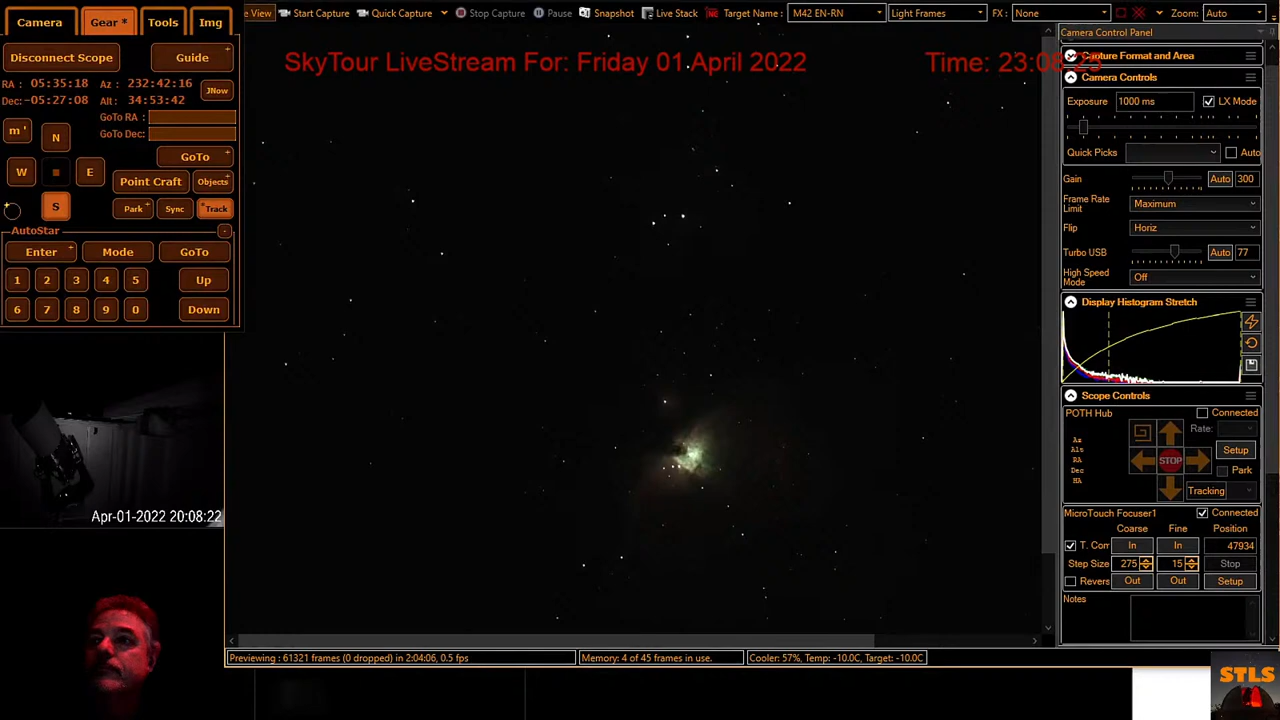 Camera
Gear *
Tools
Img
e View
Start Capture
Quick Capture
Stop Capture
Pause
Snapshot
Live Stack
Target Name :
M42 EN-RN
Light Frames
FX :
None
Zoom:
Auto
Disconnect Scope
Guide
RA : 05:35:18
Az : 232:42:16
Dec: -05:27:08
Alt: 34:53:42
JNow
GoTo RA :
GoTo Dec:
m '
N
GoTo
W
E
Point Craft
Objects
S
Park
Sync
Track
AutoStar
Enter
Mode
GoTo
1 2 3 4 5
Up
6 7 8 9 0
Down
SkyTour LiveStream For: Friday 01 April 2022
Time: 23:08:25
Camera Control Panel
Capture Format and Area
Camera Controls
Exposure
1000 ms
LX Mode
Quick Picks
Auto
Gain
Auto
300
Frame Rate
Limit
Maximum
Flip
Horiz
Turbo USB
Auto
77
High Speed
Mode
Off
Display Histogram Stretch
Scope Controls
POTH Hub
Connected
Rate:
Az
Alt
RA
Dec
HA
STOP
Setup
Park
Tracking
MicroTouch Focuser1
Connected
Coarse
Fine
Position
T. Com
In
In
47934
Step Size
275
15
Stop
Revers
Out
Out
Setup
Notes
Apr-01-2022 20:08:22
Previewing : 61321 frames (0 dropped) in 2:04:06, 0.5 fps
Memory: 4 of 45 frames in use.
Cooler: 57%, Temp: -10.0C, Target: -10.0C
STLS